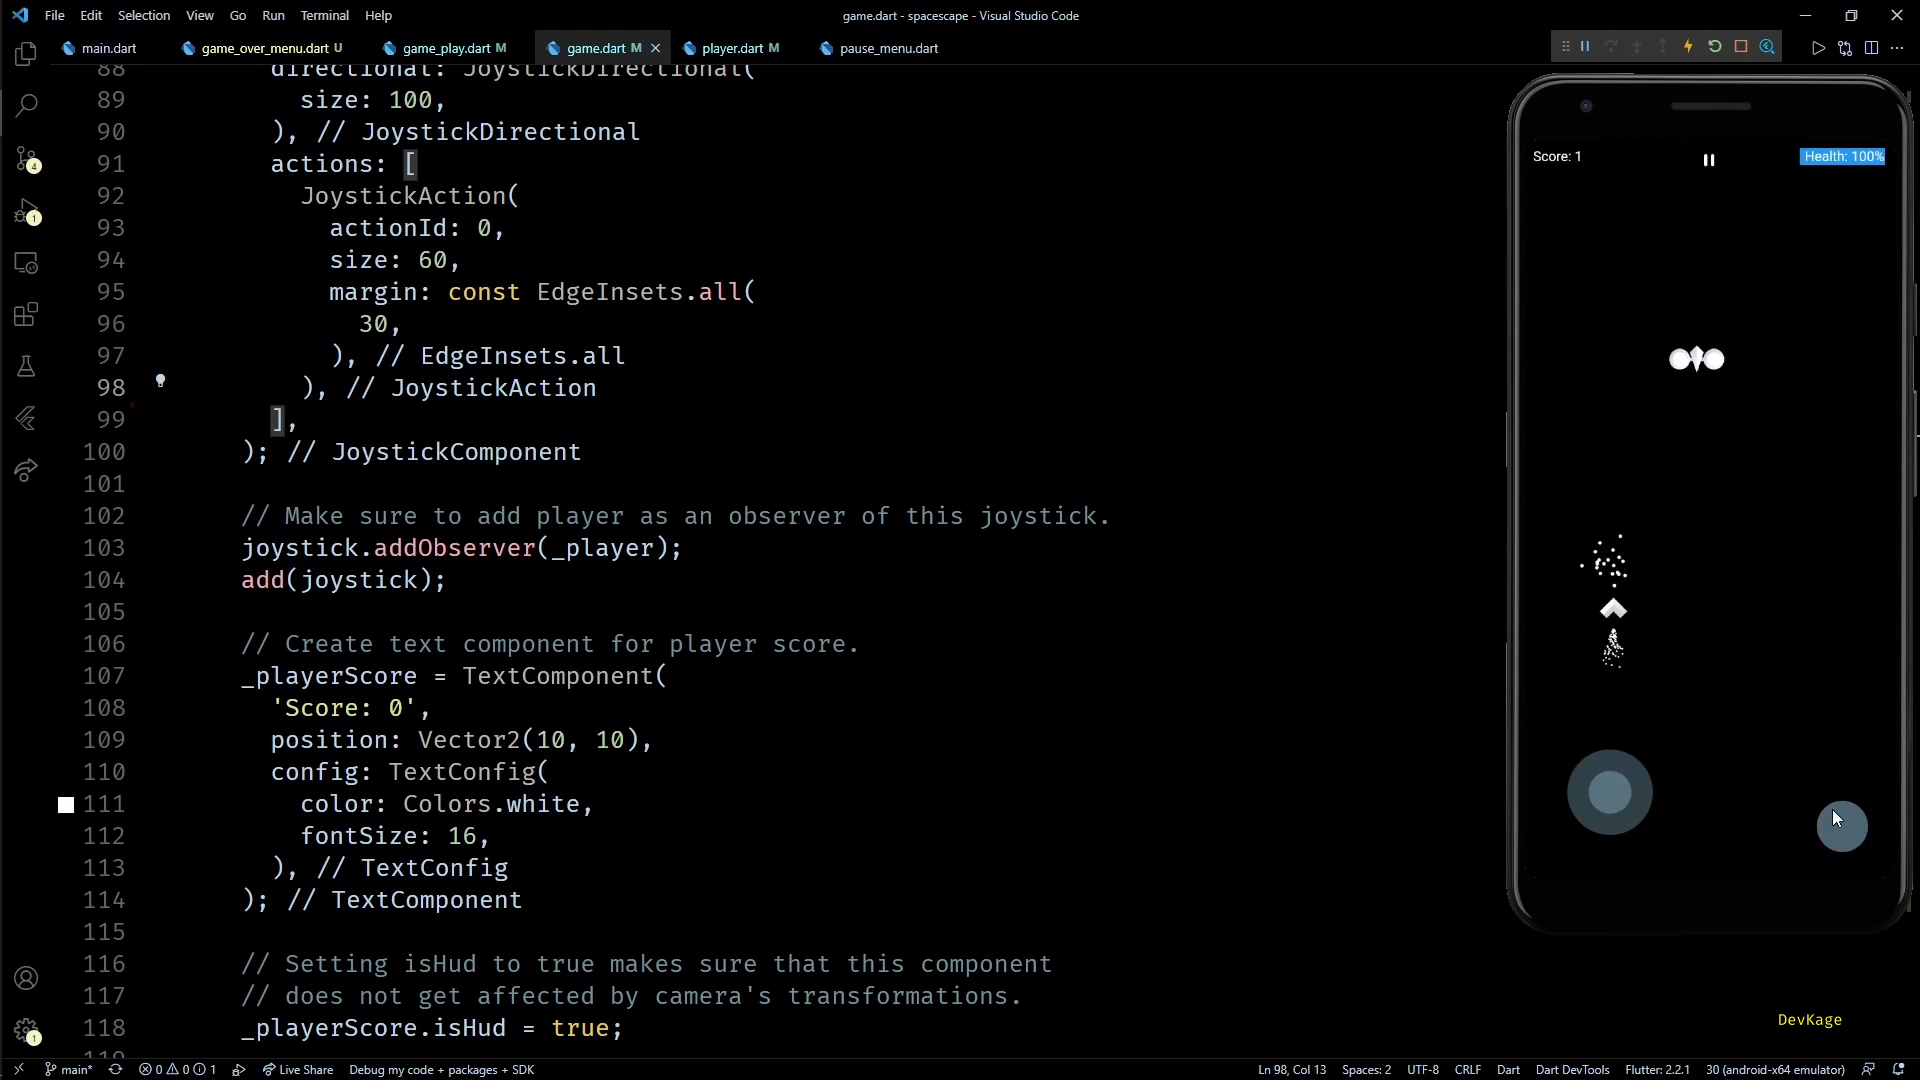 File Edit Selection View Go Run Terminal Help
game.dart - spacescape - Visual Studio Code
main.dart
game_over_menu.dart U
game_play.dart M
game.dart M
player.dart M
pause_menu.dart
88 directional: JoystickDirectional(
89 size: 100,
90 ), // JoystickDirectional
91 actions: [
92 JoystickAction(
93 actionId: 0,
94 size: 60,
95 margin: const EdgeInsets.all(
96 30,
97 ), // EdgeInsets.all
98 ), // JoystickAction
99 ],
100 ); // JoystickComponent
101
102 // Make sure to add player as an observer of this joystick.
103 joystick.addObserver(_player);
104 add(joystick);
105
106 // Create text component for player score.
107 _playerScore = TextComponent(
108 'Score: 0',
109 position: Vector2(10, 10),
110 config: TextConfig(
111 color: Colors.white,
112 fontSize: 16,
113 ), // TextConfig
114 ); // TextComponent
115
116 // Setting isHud to true makes sure that this component
117 // does not get affected by camera's transformations.
118 _playerScore.isHud = true;
119
4
1
1
Score: 1
Health: 100%
DevKage
main* 0 0 1 Live Share Debug my code + packages + SDK
Ln 98, Col 13 Spaces: 2 UTF-8 CRLF Dart Dart DevTools Flutter: 2.2.1 30 (android-x64 emulator)